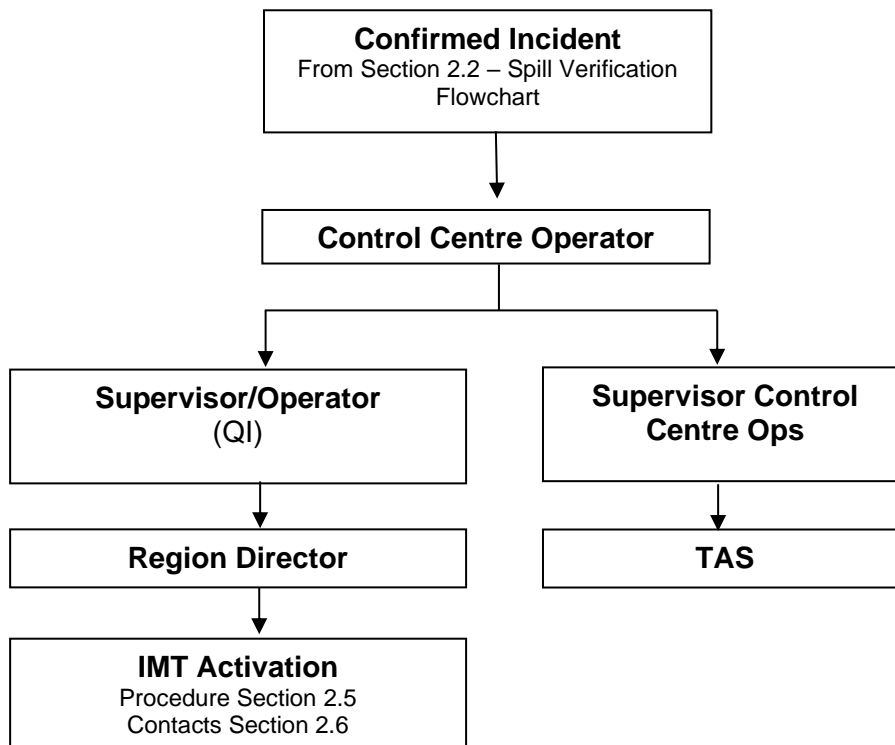 Confirmed Incident
From Section 2.2 – Spill Verification
Flowchart
Control Centre Operator
Supervisor/Operator
(QI)
Supervisor Control
Centre Ops
Region Director
TAS
IMT Activation
Procedure Section 2.5
Contacts Section 2.6